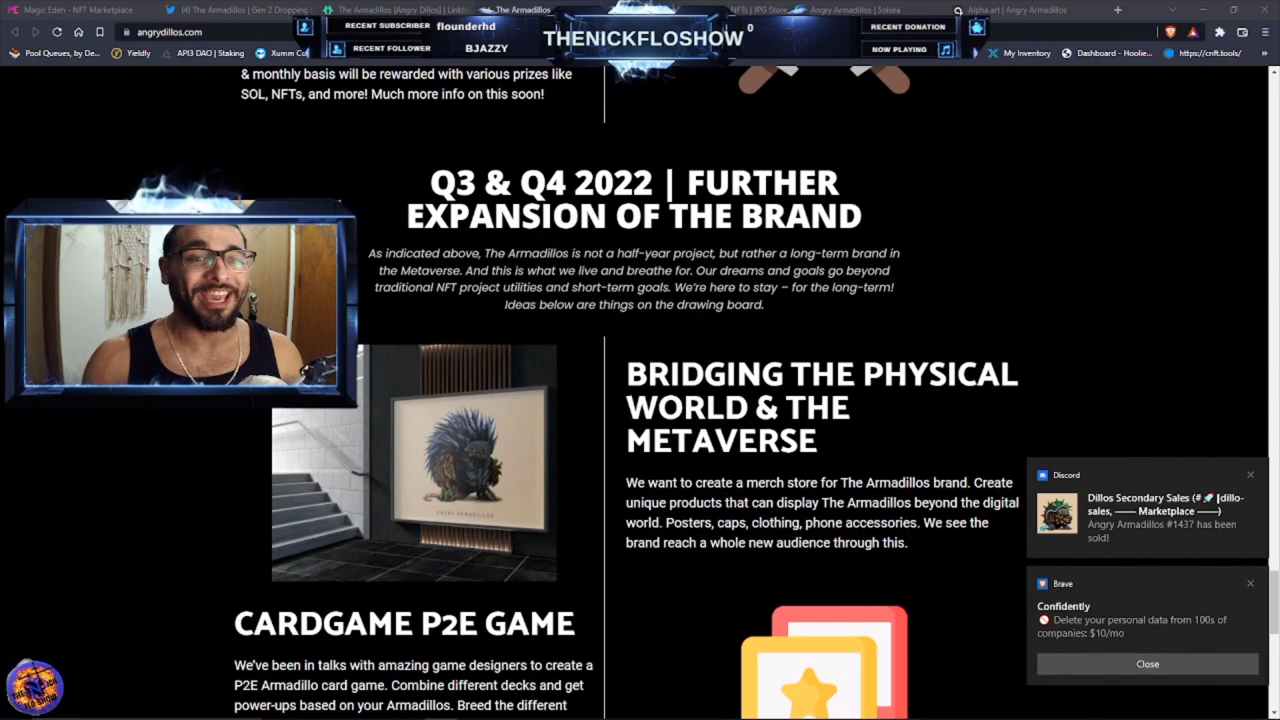 Magic Eden - NFT Marketplace
(4) The Armadillos | Gen 2 Dropping
The Armadillos [Angry Dillos] | Linktr
The Armadillos
NFTs | JPG Store
Angry Armadillos | Solsea
Alpha.art | Angry Armadillos
angrydillos.com
Pool Queues, by De...
Yieldly
API3 DAO | Staking
Xumm Cu
My Inventory
Dashboard - Hoolie...
https://cnft.tools/
RECENT SUBSCRIBER
flounderhd
RECENT FOLLOWER
BJAZZY
THENICKFLOSHOW
0
RECENT DONATION
NOW PLAYING
& monthly basis will be rewarded with various prizes like
SOL, NFTs, and more! Much more info on this soon!
Q3 & Q4 2022 | FURTHER
EXPANSION OF THE BRAND
As indicated above, The Armadillos is not a half-year project, but rather a long-term brand in
the Metaverse. And this is what we live and breathe for. Our dreams and goals go beyond
traditional NFT project utilities and short-term goals. We're here to stay – for the long-term!
Ideas below are things on the drawing board.
ANGRY ARMADILLOS
BRIDGING THE PHYSICAL
WORLD & THE
METAVERSE
We want to create a merch store for The Armadillos brand. Create
unique products that can display The Armadillos beyond the digital
world. Posters, caps, clothing, phone accessories. We see the
brand reach a whole new audience through this.
CARDGAME P2E GAME
We've been in talks with amazing game designers to create a
P2E Armadillo card game. Combine different decks and get
power-ups based on your Armadillos. Breed the different
Discord
Dillos Secondary Sales (#🚀┃dillo-
sales, —— Marketplace ——)
Angry Armadillos #1437 has been
sold!
Brave
Confidently
🚫 Delete your personal data from 100s of
companies: $10/mo
Close